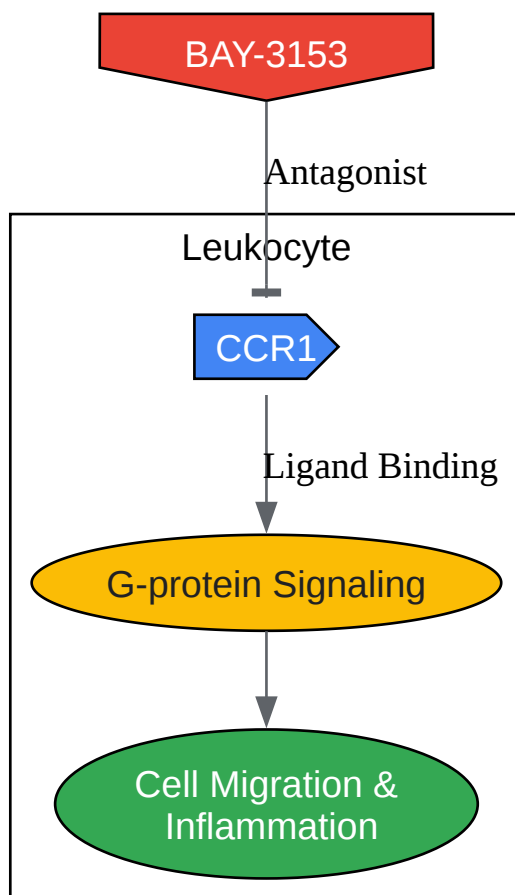 BAY-3153
Antagonist
Leukocyte
CCR1
Ligand Binding
G-protein Signaling
Cell Migration &
Inflammation